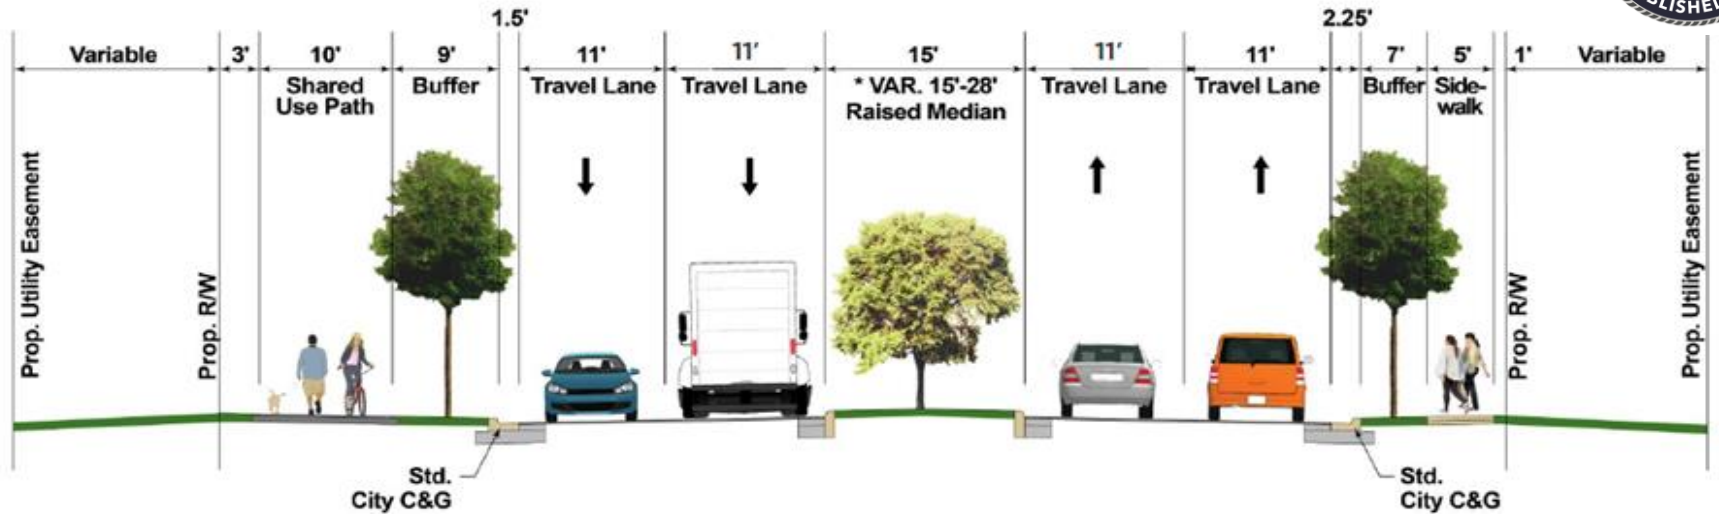 1.5'
2.25'
Variable
3'
10'
9'
11'
11'
15'
11'
11'
7'
5'
1'
Variable
Shared
Use Path
Buffer
Travel Lane
Travel Lane
* VAR. 15'-28'
Raised Median
Travel Lane
Travel Lane
Buffer
Side-
walk
Prop. Utility Easement
Prop. R/W
Prop. R/W
Prop. Utility Easement
Std.
City C&G
Std.
City C&G